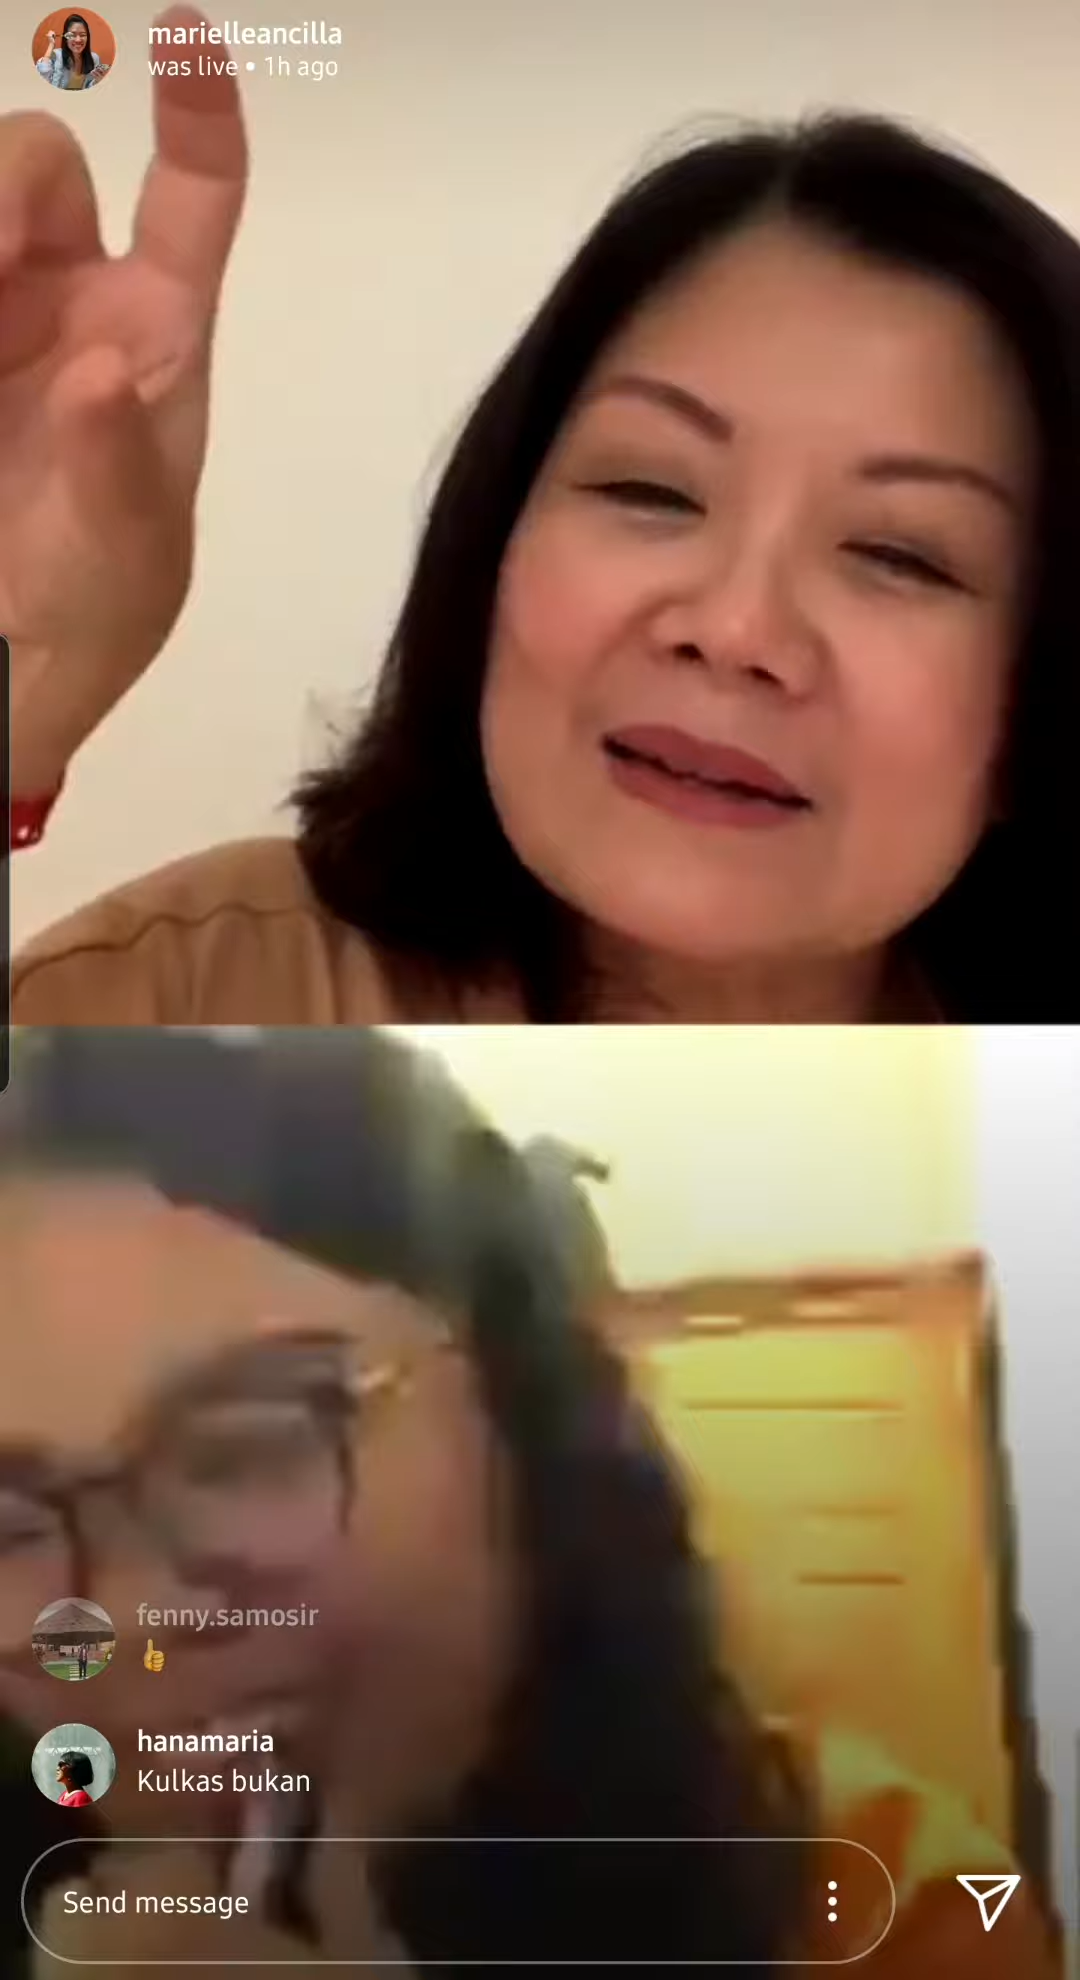 marielleancilla
was live • 1h ago
fenny.samosir
👍
hanamaria
Kulkas bukan
Send message